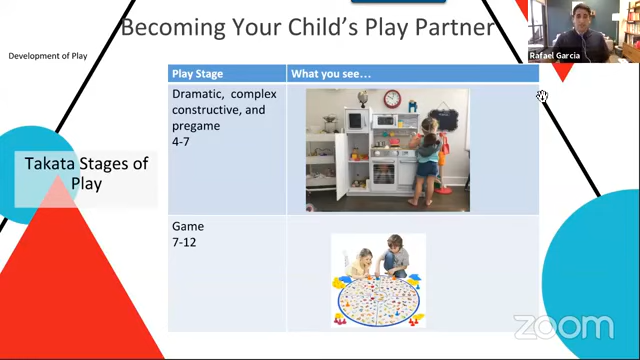 Becoming Your Child's Play Partner
Rafael Garcia
Development of Play
Play Stage
What you see…
Dramatic, complex
constructive, and
pregame
4-7
Takata Stages of
Play
Game
7-12
zoom